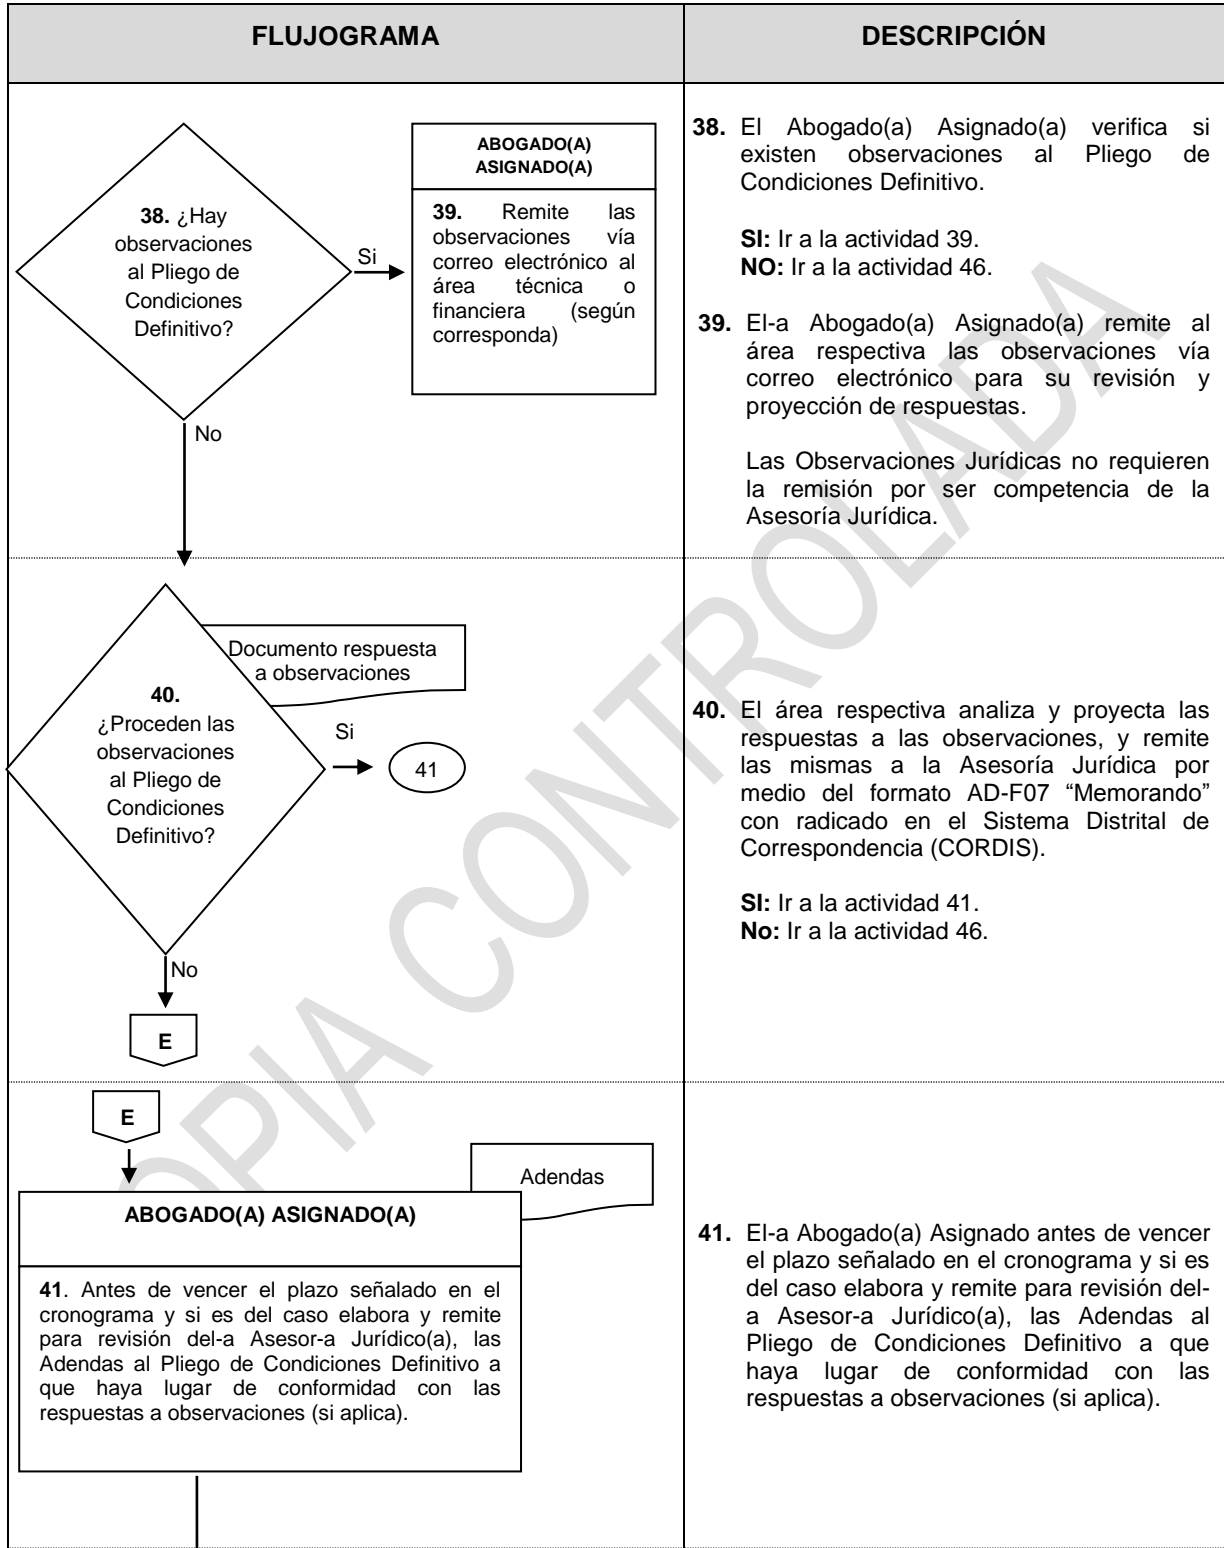 FLUJOGRAMA
DESCRIPCIÓN
38. ¿Hay
observaciones
al Pliego de
Condiciones
Definitivo?
Si
No
ABOGADO(A)
ASIGNADO(A)
39. Remite las
observaciones vía
correo electrónico al
área técnica o
financiera (según
corresponda)
38. El Abogado(a) Asignado(a) verifica si
existen observaciones al Pliego de
Condiciones Definitivo.
SI: Ir a la actividad 39.
NO: Ir a la actividad 46.
39. El-a Abogado(a) Asignado(a) remite al
área respectiva las observaciones vía
correo electrónico para su revisión y
proyección de respuestas.
Las Observaciones Jurídicas no requieren
la remisión por ser competencia de la
Asesoría Jurídica.
Documento respuesta
a observaciones
40.
¿Proceden las
observaciones
al Pliego de
Condiciones
Definitivo?
Si
41
No
E
40. El área respectiva analiza y proyecta las
respuestas a las observaciones, y remite
las mismas a la Asesoría Jurídica por
medio del formato AD-F07 “Memorando”
con radicado en el Sistema Distrital de
Correspondencia (CORDIS).
SI: Ir a la actividad 41.
No: Ir a la actividad 46.
E
Adendas
ABOGADO(A) ASIGNADO(A)
41. Antes de vencer el plazo señalado en el
cronograma y si es del caso elabora y remite
para revisión del-a Asesor-a Jurídico(a), las
Adendas al Pliego de Condiciones Definitivo a
que haya lugar de conformidad con las
respuestas a observaciones (si aplica).
41. El-a Abogado(a) Asignado antes de vencer
el plazo señalado en el cronograma y si es
del caso elabora y remite para revisión del-
a Asesor-a Jurídico(a), las Adendas al
Pliego de Condiciones Definitivo a que
haya lugar de conformidad con las
respuestas a observaciones (si aplica).
OPIA CONTROLADA